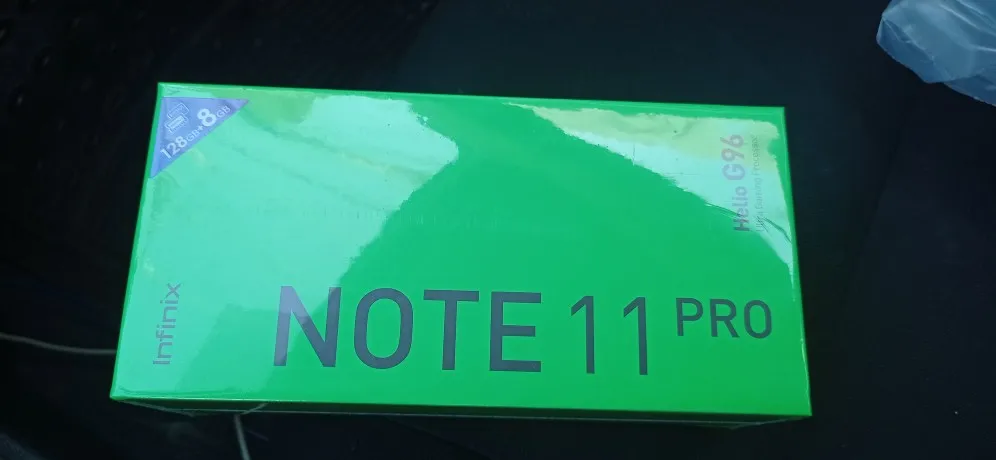 128GB+8GB
Helio G96
Infinix
NOTE 11 PRO